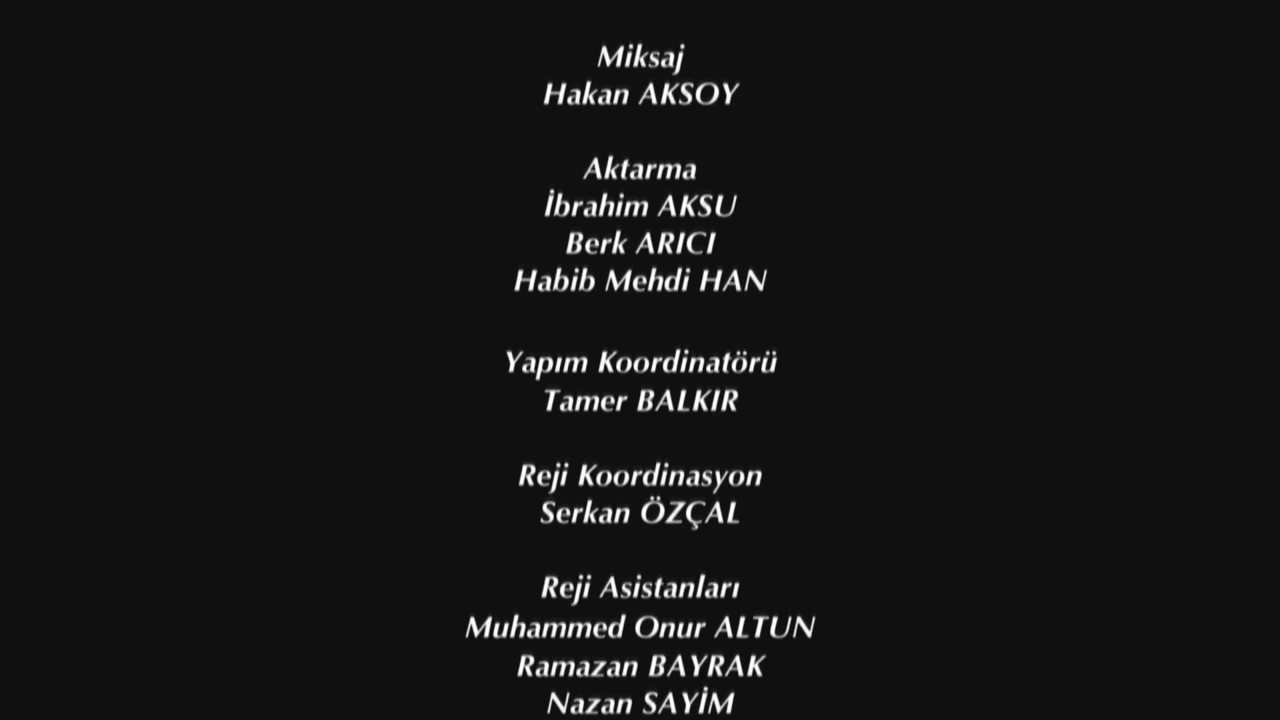 Miksaj
Hakan AKSOY
Aktarma
İbrahim AKSU
Berk ARICI
Habib Mehdi HAN
Yapım Koordinatörü
Tamer BALKIR
Reji Koordinasyon
Serkan ÖZÇAL
Reji Asistanları
Muhammed Onur ALTUN
Ramazan BAYRAK
Nazan SAYİM